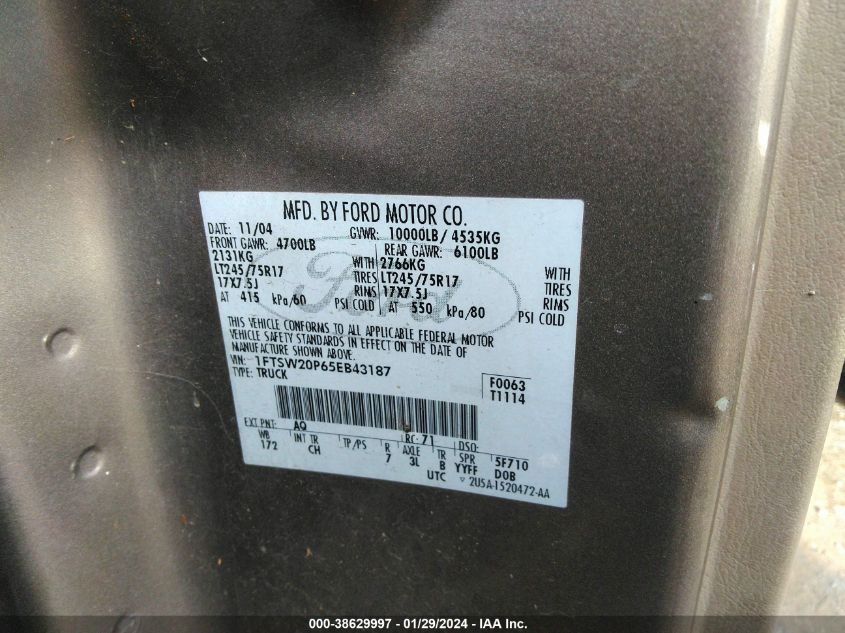 MFD. BY FORD MOTOR CO.
DATE: 11/04 GVWR: 10000LB/ 4535KG
FRONT GAWR: 4700LB REAR GAWR: 6100LB
2131KG WITH 2766KG WITH
LT245/75R17 TIRES LT245/75R17 TIRES
17X7.5J RIMS 17X7.5J RIMS
AT 415 kPa/60 PSI COLD AT 550 kPa/80 PSI COLD
Ford
THIS VEHICLE CONFORMS TO ALL APPLICABLE FEDERAL MOTOR
VEHICLE SAFETY STANDARDS IN EFFECT ON THE DATE OF
MANUFACTURE SHOWN ABOVE.
VIN: 1FTSW20P65EB43187
TYPE: TRUCK
F0063
T1114
EXT PNT: AQ RC: 71 DSO:
WB INT TR TP/PS R AXLE TR SPR 5F710
172 CH 7 3L B YYFF DOB
UTC ▽ 2U5A-1520472-AA
000-38629997 - 01/29/2024 - IAA Inc.